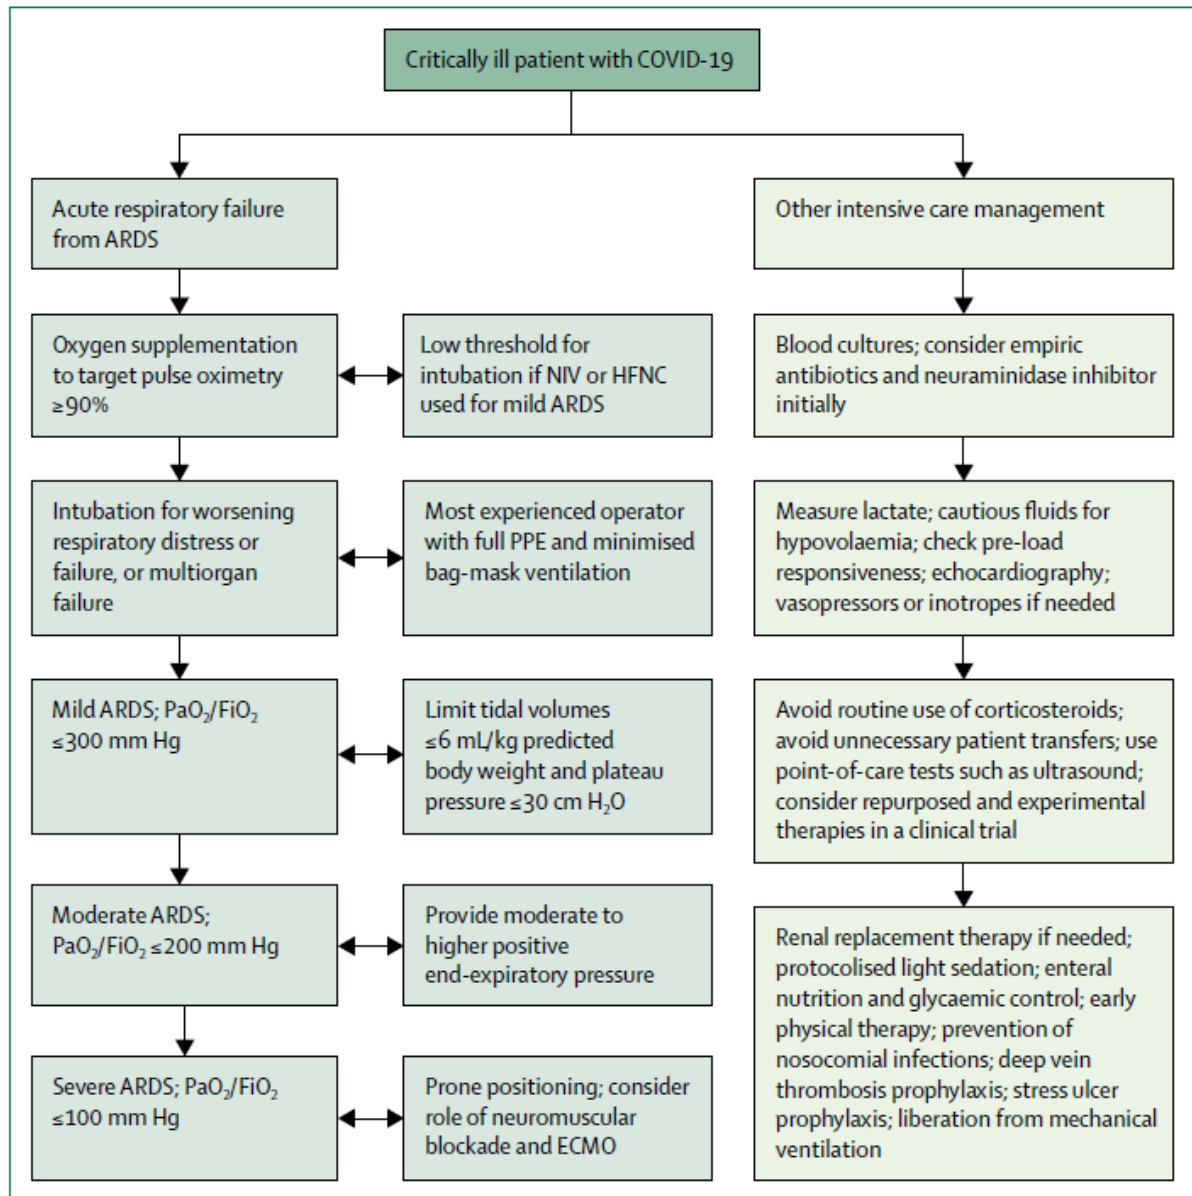 Critically ill patient with COVID-19
Acute respiratory failure
from ARDS
Other intensive care management
Oxygen supplementation
to target pulse oximetry
≥90%
Low threshold for
intubation if NIV or HFNC
used for mild ARDS
Blood cultures; consider empiric
antibiotics and neuraminidase inhibitor
initially
Intubation for worsening
respiratory distress or
failure, or multiorgan
failure
Most experienced operator
with full PPE and minimised
bag-mask ventilation
Measure lactate; cautious fluids for
hypovolaemia; check pre-load
responsiveness; echocardiography;
vasopressors or inotropes if needed
Mild ARDS; PaO₂/FiO₂
≤300 mm Hg
Limit tidal volumes
≤6 mL/kg predicted
body weight and plateau
pressure ≤30 cm H₂O
Avoid routine use of corticosteroids;
avoid unnecessary patient transfers; use
point-of-care tests such as ultrasound;
consider repurposed and experimental
therapies in a clinical trial
Moderate ARDS;
PaO₂/FiO₂ ≤200 mm Hg
Provide moderate to
higher positive
end-expiratory pressure
Renal replacement therapy if needed;
protocolised light sedation; enteral
nutrition and glycaemic control; early
physical therapy; prevention of
nosocomial infections; deep vein
thrombosis prophylaxis; stress ulcer
prophylaxis; liberation from mechanical
ventilation
Severe ARDS; PaO₂/FiO₂
≤100 mm Hg
Prone positioning; consider
role of neuromuscular
blockade and ECMO